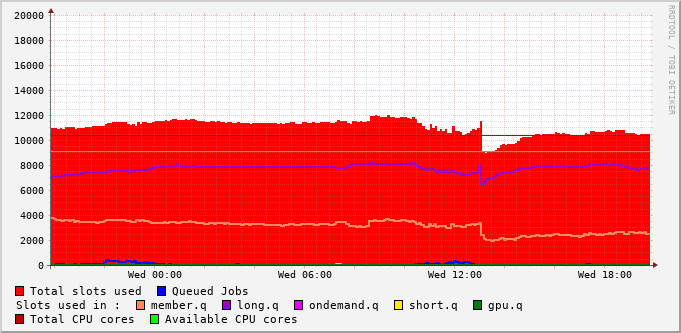 20000
18000
16000
14000
12000
10000
8000
6000
4000
2000
0
Wed 00:00 Wed 06:00 Wed 12:00 Wed 18:00
Total slots used Queued Jobs
Slots used in : member.q long.q ondemand.q short.q gpu.q
Total CPU cores Available CPU cores
RRDTOOL / TOBI OETIKER